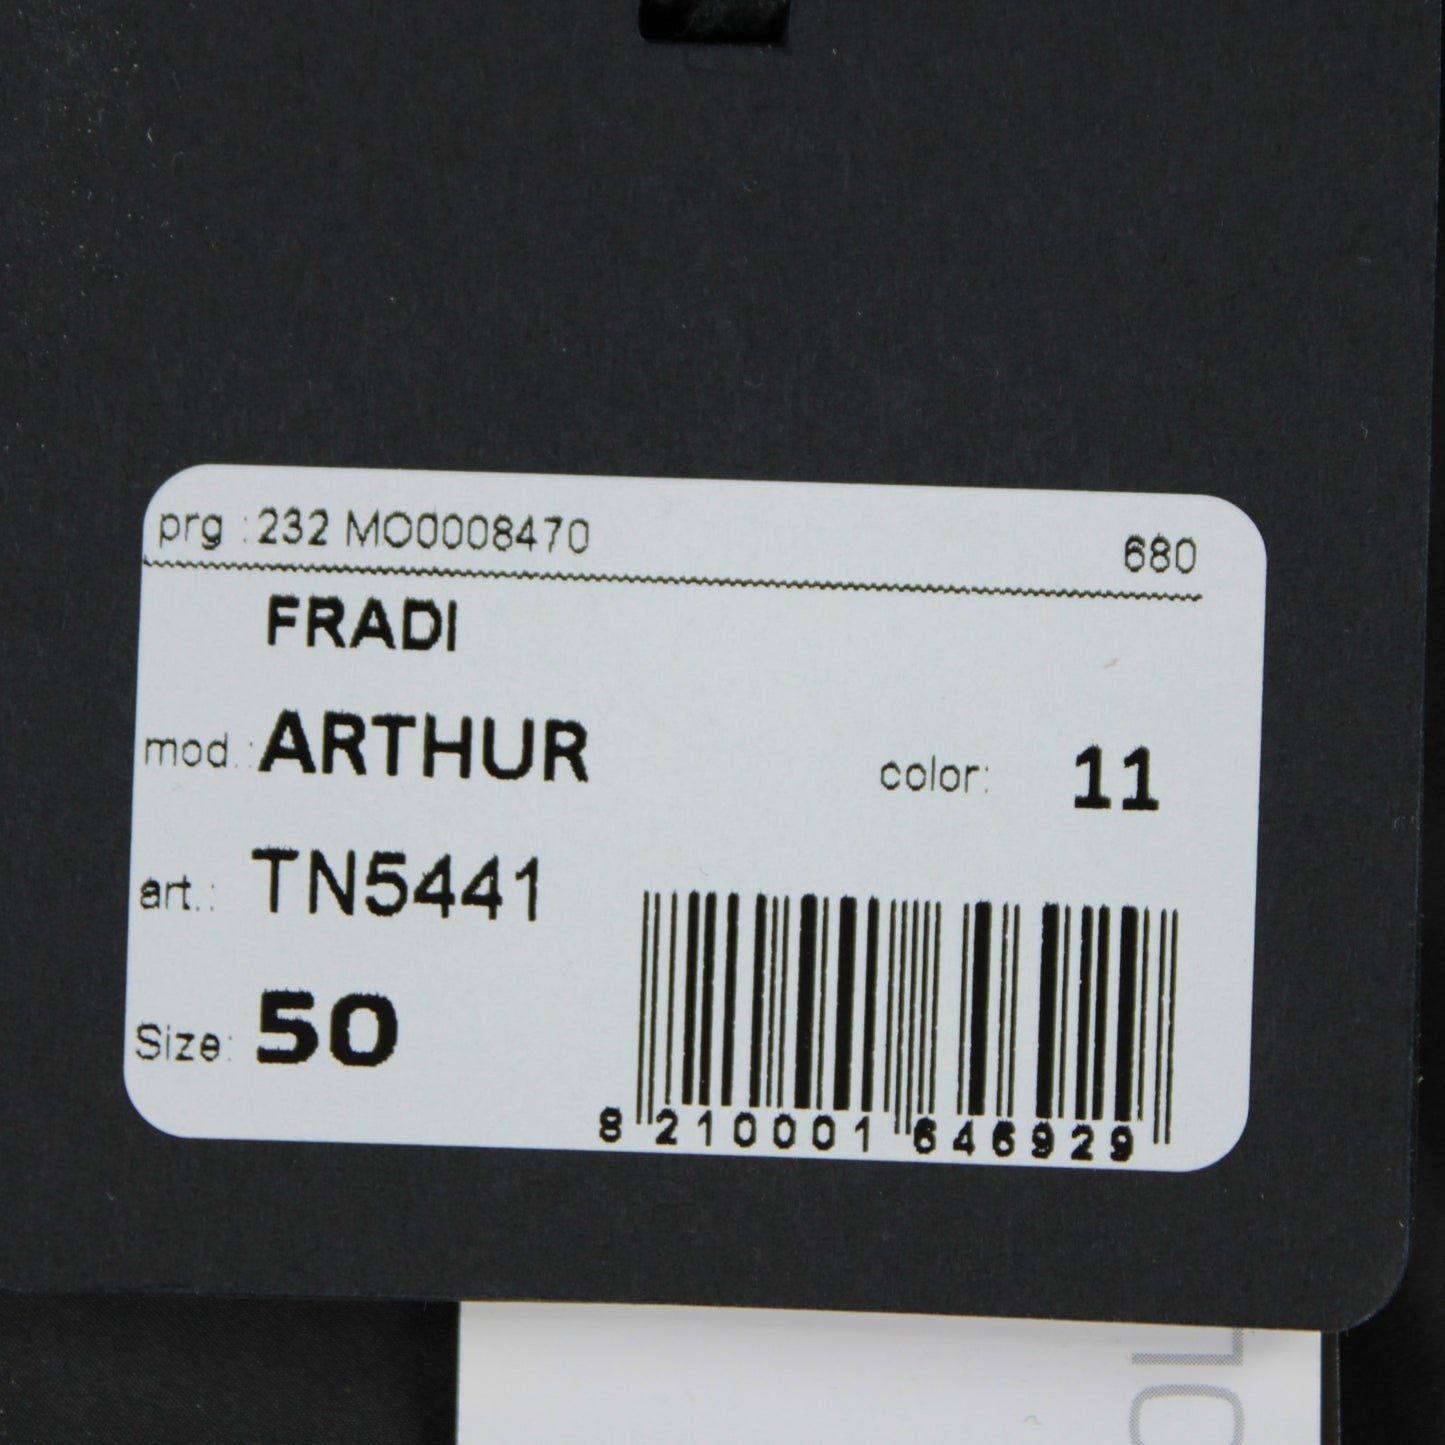 prg : 232 MO0008470 680
FRADI
mod. : ARTHUR color: 11
art.: TN5441
Size: 50
8 210001 646929